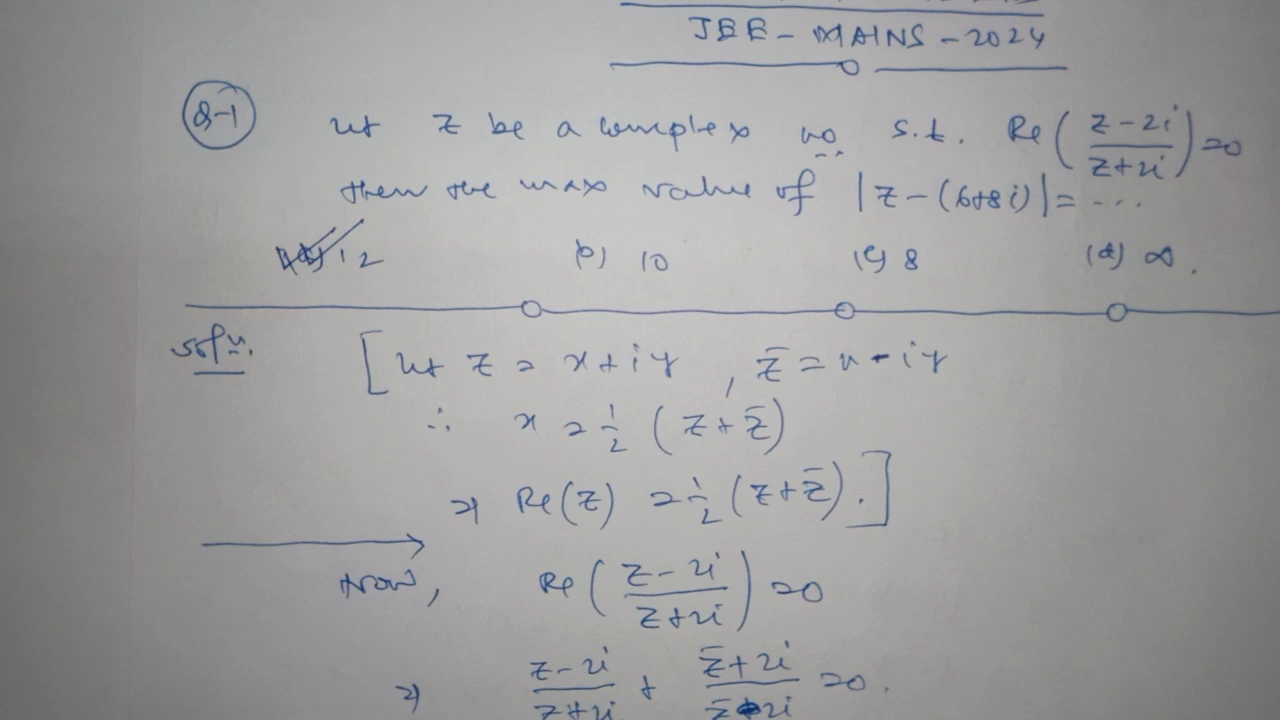 JEE - MAINS - 2024
Q-1 Let z be a complex no. s.t. Re((z-2i)/(z+2i)) = 0
then the max value of |z-(6+8i)| = ...
(a) 12 (b) 10 (c) 8 (d) ∞.
Soln. [Let z = x+iy, z̄ = x-iy
∴ x = 1/2 (z+z̄)
⇒ Re(z) = 1/2 (z+z̄).]
Now, Re((z-2i)/(z+2i)) = 0
⇒ (z-2i)/(z+2i) + (z̄+2i)/(z̄-2i) = 0.